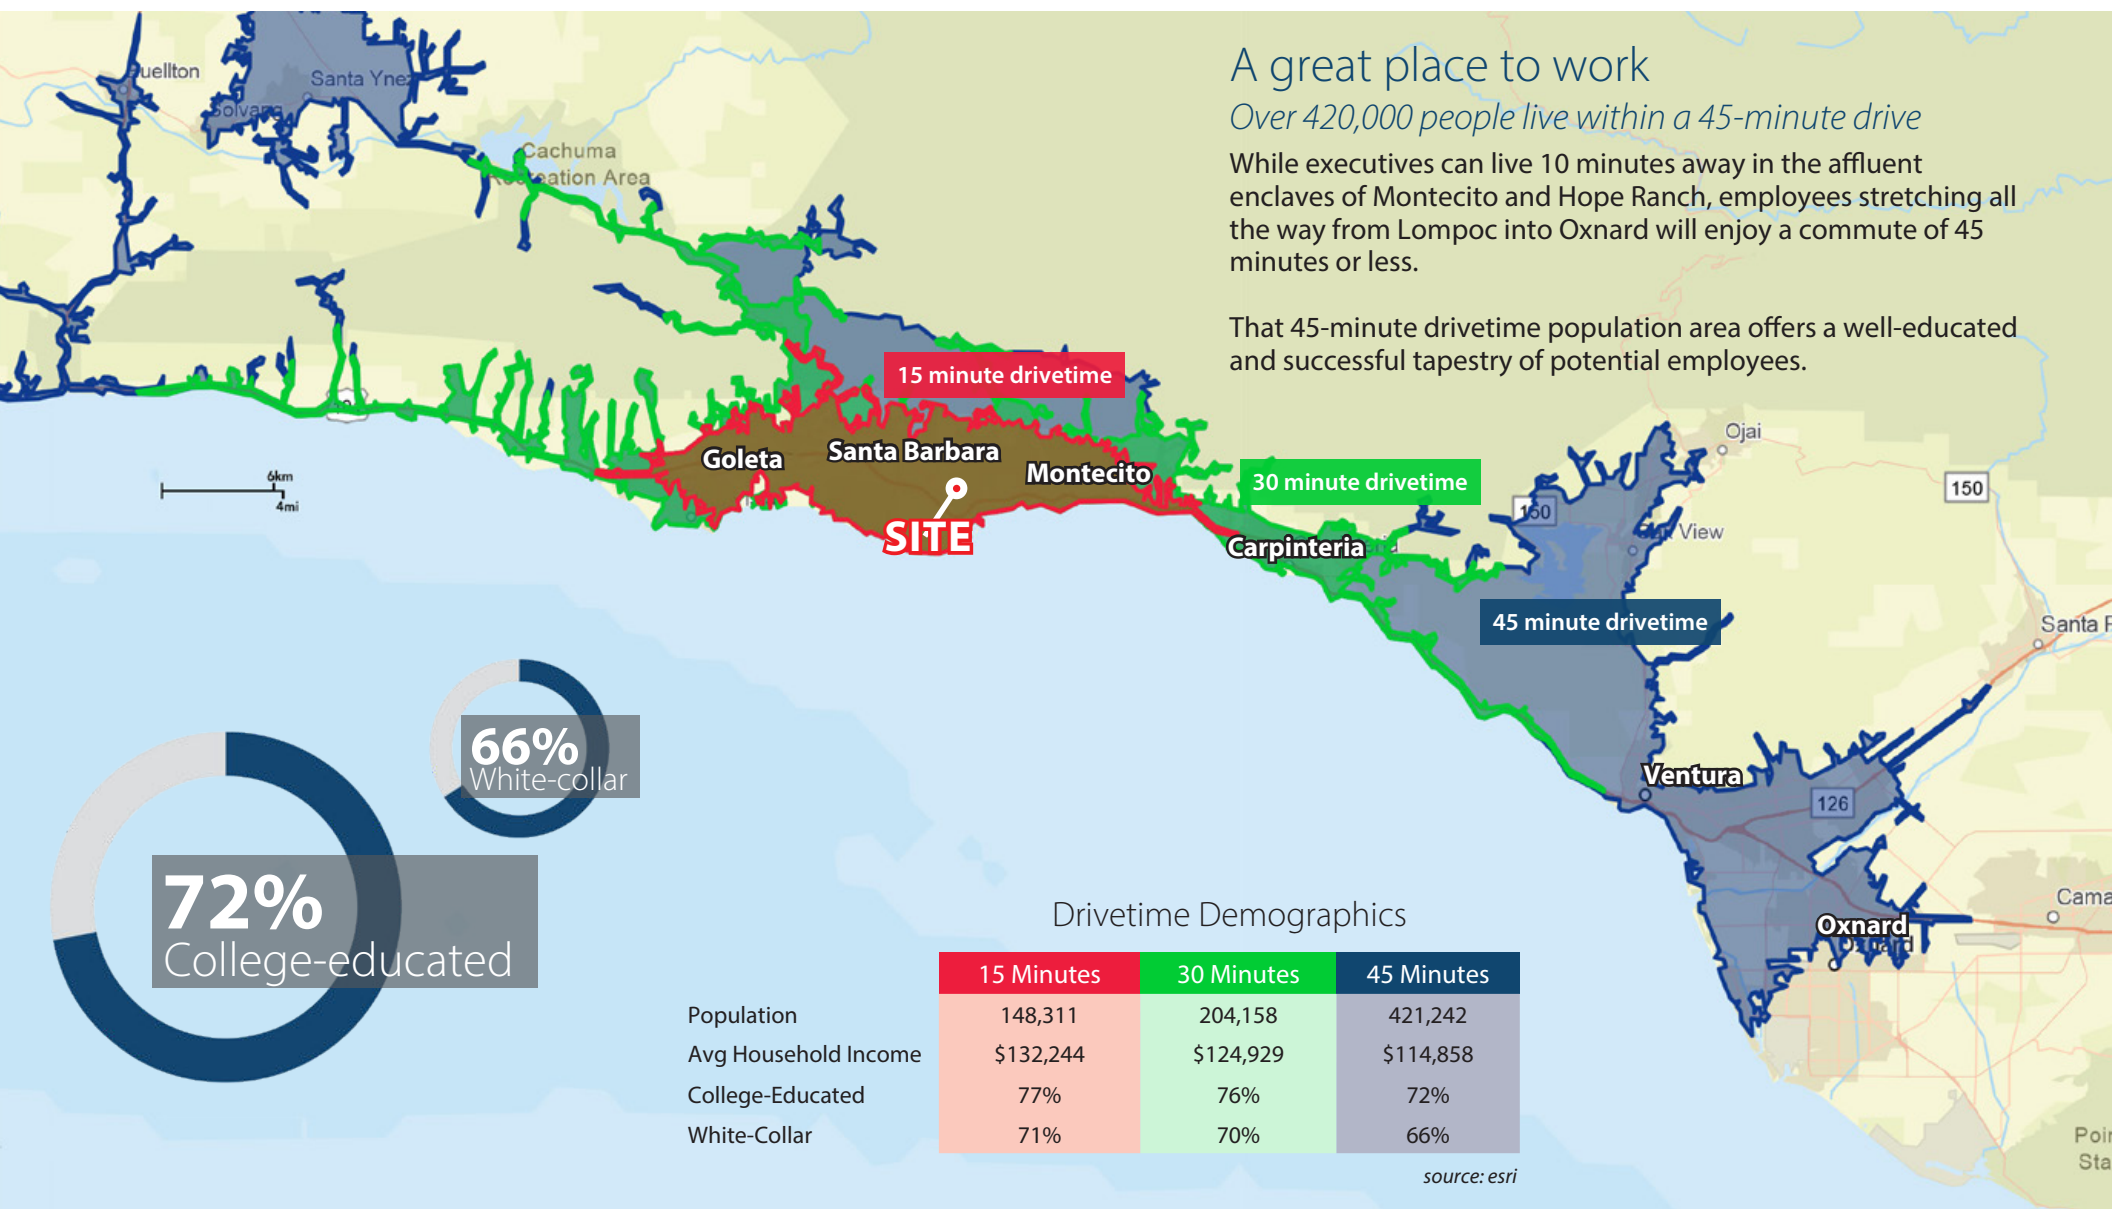 A great place to work
Over 420,000 people live within a 45-minute drive
While executives can live 10 minutes away in the affluent
enclaves of Montecito and Hope Ranch, employees stretching all
the way from Lompoc into Oxnard will enjoy a commute of 45
minutes or less.
That 45-minute drivetime population area offers a well-educated
and successful tapestry of potential employees.
uellton
Santa Ynez
Solvang
Cachuma
Recreation Area
15 minute drivetime
Goleta
Santa Barbara
Montecito
SITE
6km
4mi
30 minute drivetime
Carpinteria
Ojai
150
150
View
45 minute drivetime
Santa P
Ventura
126
Oxnard
Oxnard
Cama
Poin
Sta
66%
White-collar
72%
College-educated
Drivetime Demographics
15 Minutes 30 Minutes 45 Minutes
Population 148,311 204,158 421,242
Avg Household Income $132,244 $124,929 $114,858
College-Educated 77% 76% 72%
White-Collar 71% 70% 66%
source: esri